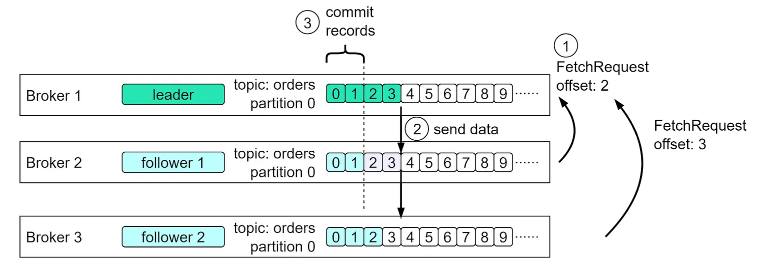 3 commit
records
1
FetchRequest
offset: 2
Broker 1 leader topic: orders
partition 0 0 1 2 3 4 5 6 7 8 9 ······
2 send data
FetchRequest
offset: 3
Broker 2 follower 1 topic: orders
partition 0 0 1 2 3 4 5 6 7 8 9 ······
Broker 3 follower 2 topic: orders
partition 0 0 1 2 3 4 5 6 7 8 9 ······